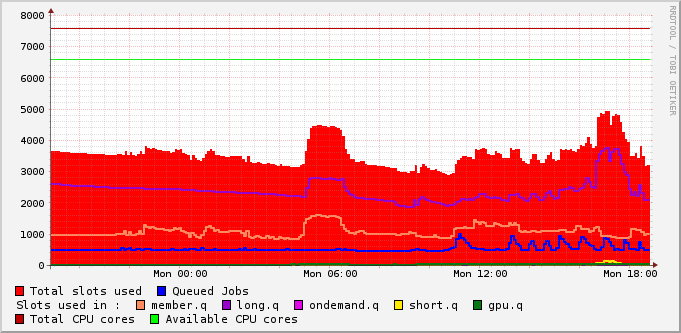 8000
7000
6000
5000
4000
3000
2000
1000
0
Mon 00:00 Mon 06:00 Mon 12:00 Mon 18:00
RRDTOOL / TOBI OETIKER
Total slots used Queued Jobs
Slots used in : member.q long.q ondemand.q short.q gpu.q
Total CPU cores Available CPU cores